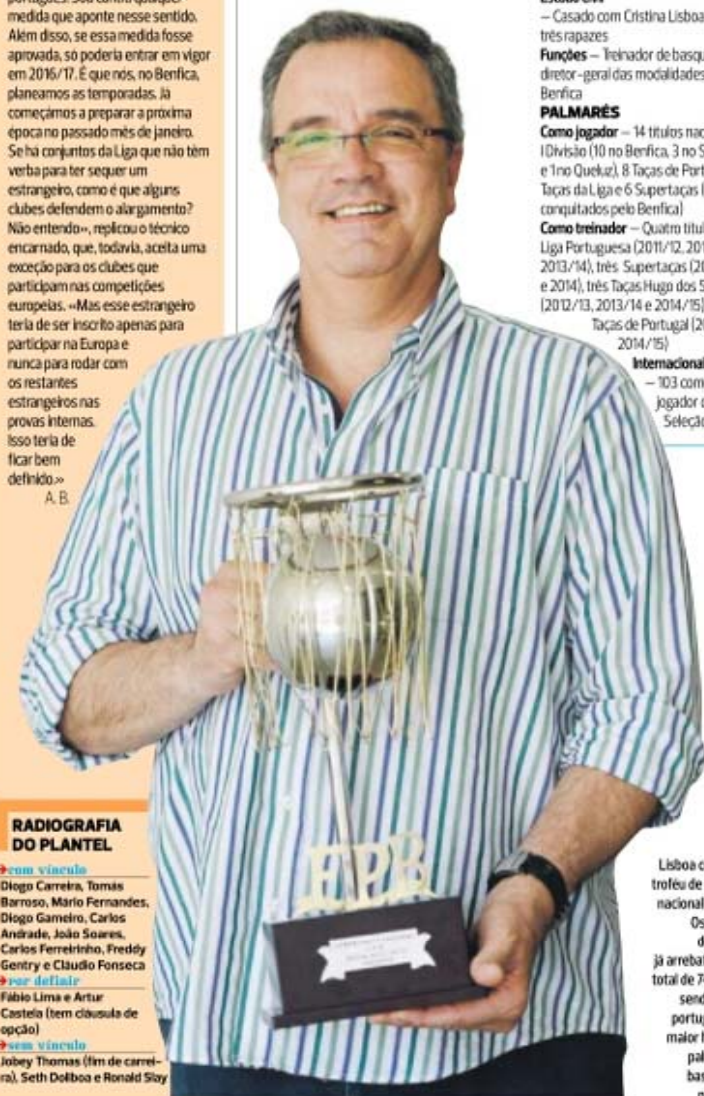 português. Sou contra qualquer
medida que aponte nesse sentido.
Além disso, se essa medida fosse
aprovada, só poderia entrar em vigor
em 2016/17. É que nós, no Benfica,
planeamos as temporadas. Já
começámos a preparar a próxima
época no passado mês de janeiro.
Se há conjuntos da Liga que não têm
verba para ter sequer um
estrangeiro, como é que alguns
clubes defendem o alargamento?
Não entendo», replicou o técnico
encarnado, que, todavia, aceita uma
exceção para os clubes que
participam nas competições
europeias. «Mas esse estrangeiro
teria de ser inscrito apenas para
participar na Europa e
nunca para rodar com
os restantes
estrangeiros nas
provas internas.
Isso teria de
ficar bem
definido.»
A. B.
RADIOGRAFIA
DO PLANTEL
com vínculo
Diogo Carreira, Tomás
Barroso, Mário Fernandes,
Diogo Gameiro, Carlos
Andrade, João Soares,
Carlos Ferreirinho, Freddy
Gentry e Cláudio Fonseca
por definir
Fábio Lima e Artur
Castela (tem cláusula de
opção)
sem vínculo
Jobey Thomas (fim de carrei-
ra), Seth Doliboa e Ronald Slay
Estado civil
– Casado com Cristina Lisboa
três rapazes
Funções – Treinador de basqu
diretor-geral das modalidades
Benfica
PALMARÉS
Como jogador – 14 títulos nac
I Divisão (10 no Benfica, 3 no S
e 1 no Queluz), 8 Taças de Port
Taças da Liga e 6 Supertaças (
conquitados pelo Benfica)
Como treinador – Quatro títul
Liga Portuguesa (2011/12, 201
2013/14), três Supertaças (20
e 2014), três Taças Hugo dos S
(2012/13, 2013/14 e 2014/15)
Taças de Portugal (20
2014/15)
Internacional
– 103 com
jogador d
Seleçã
FPB
Lisboa c
troféu de
nacional
Os
d
já arrebat
total de 7
send
portug
maior h
pal
bas